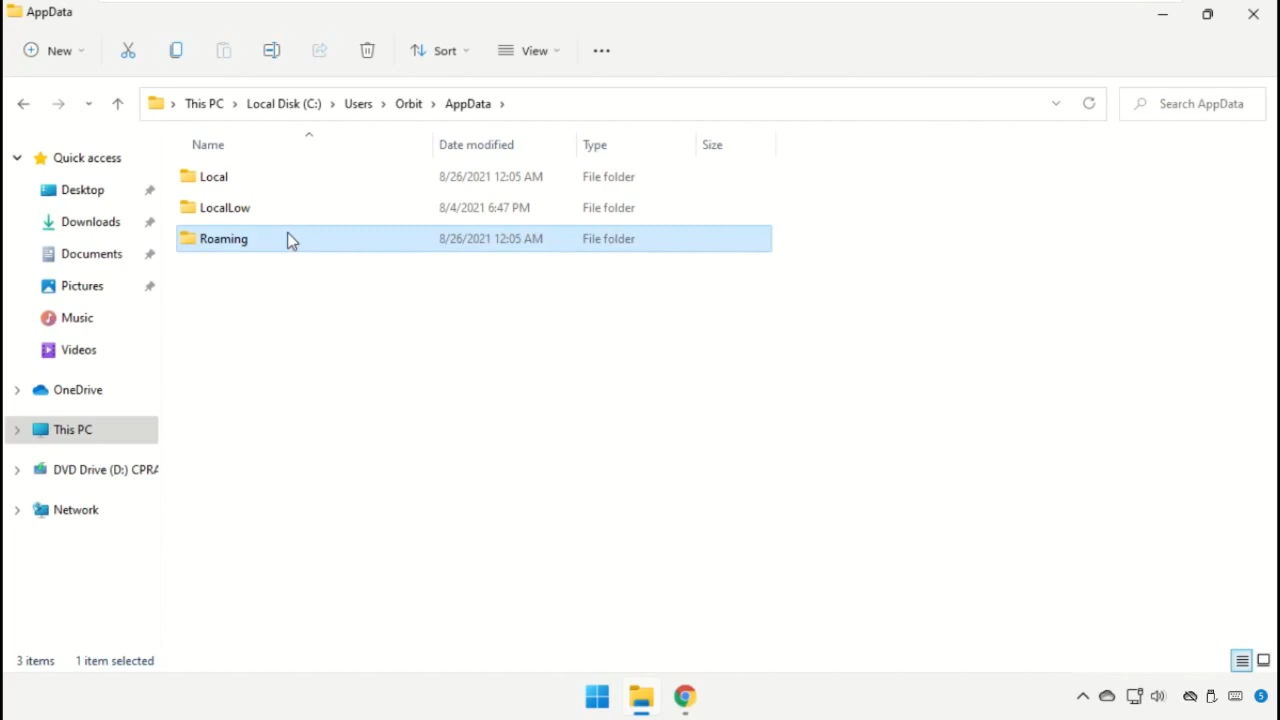 AppData
New
Sort
View
This PC
Local Disk (C:)
Users
Orbit
AppData
Search AppData
Quick access
Desktop
Downloads
Documents
Pictures
Music
Videos
OneDrive
This PC
DVD Drive (D:) CPRA
Network
Name Date modified Type Size
Local 8/26/2021 12:05 AM File folder
LocalLow 8/4/2021 6:47 PM File folder
Roaming 8/26/2021 12:05 AM File folder
3 items 1 item selected
5